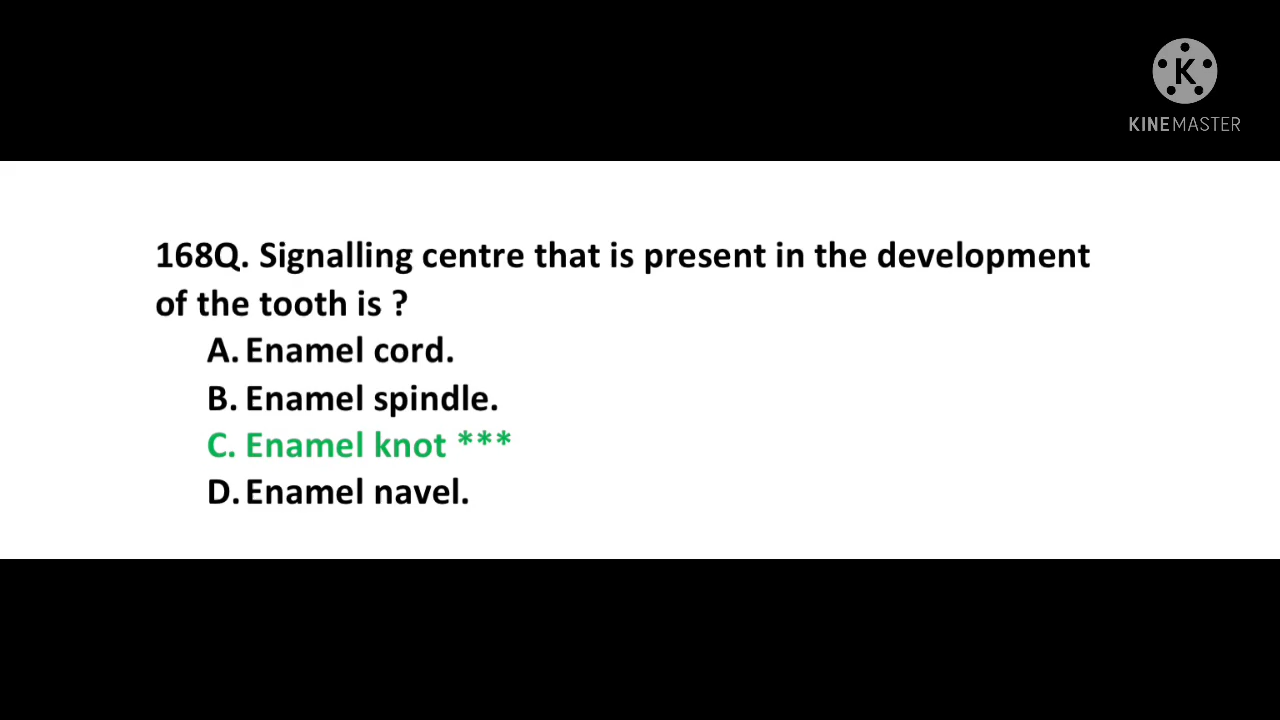 K
KINEMASTER
168Q. Signalling centre that is present in the development
of the tooth is ?
A. Enamel cord.
B. Enamel spindle.
C. Enamel knot ***
D. Enamel navel.